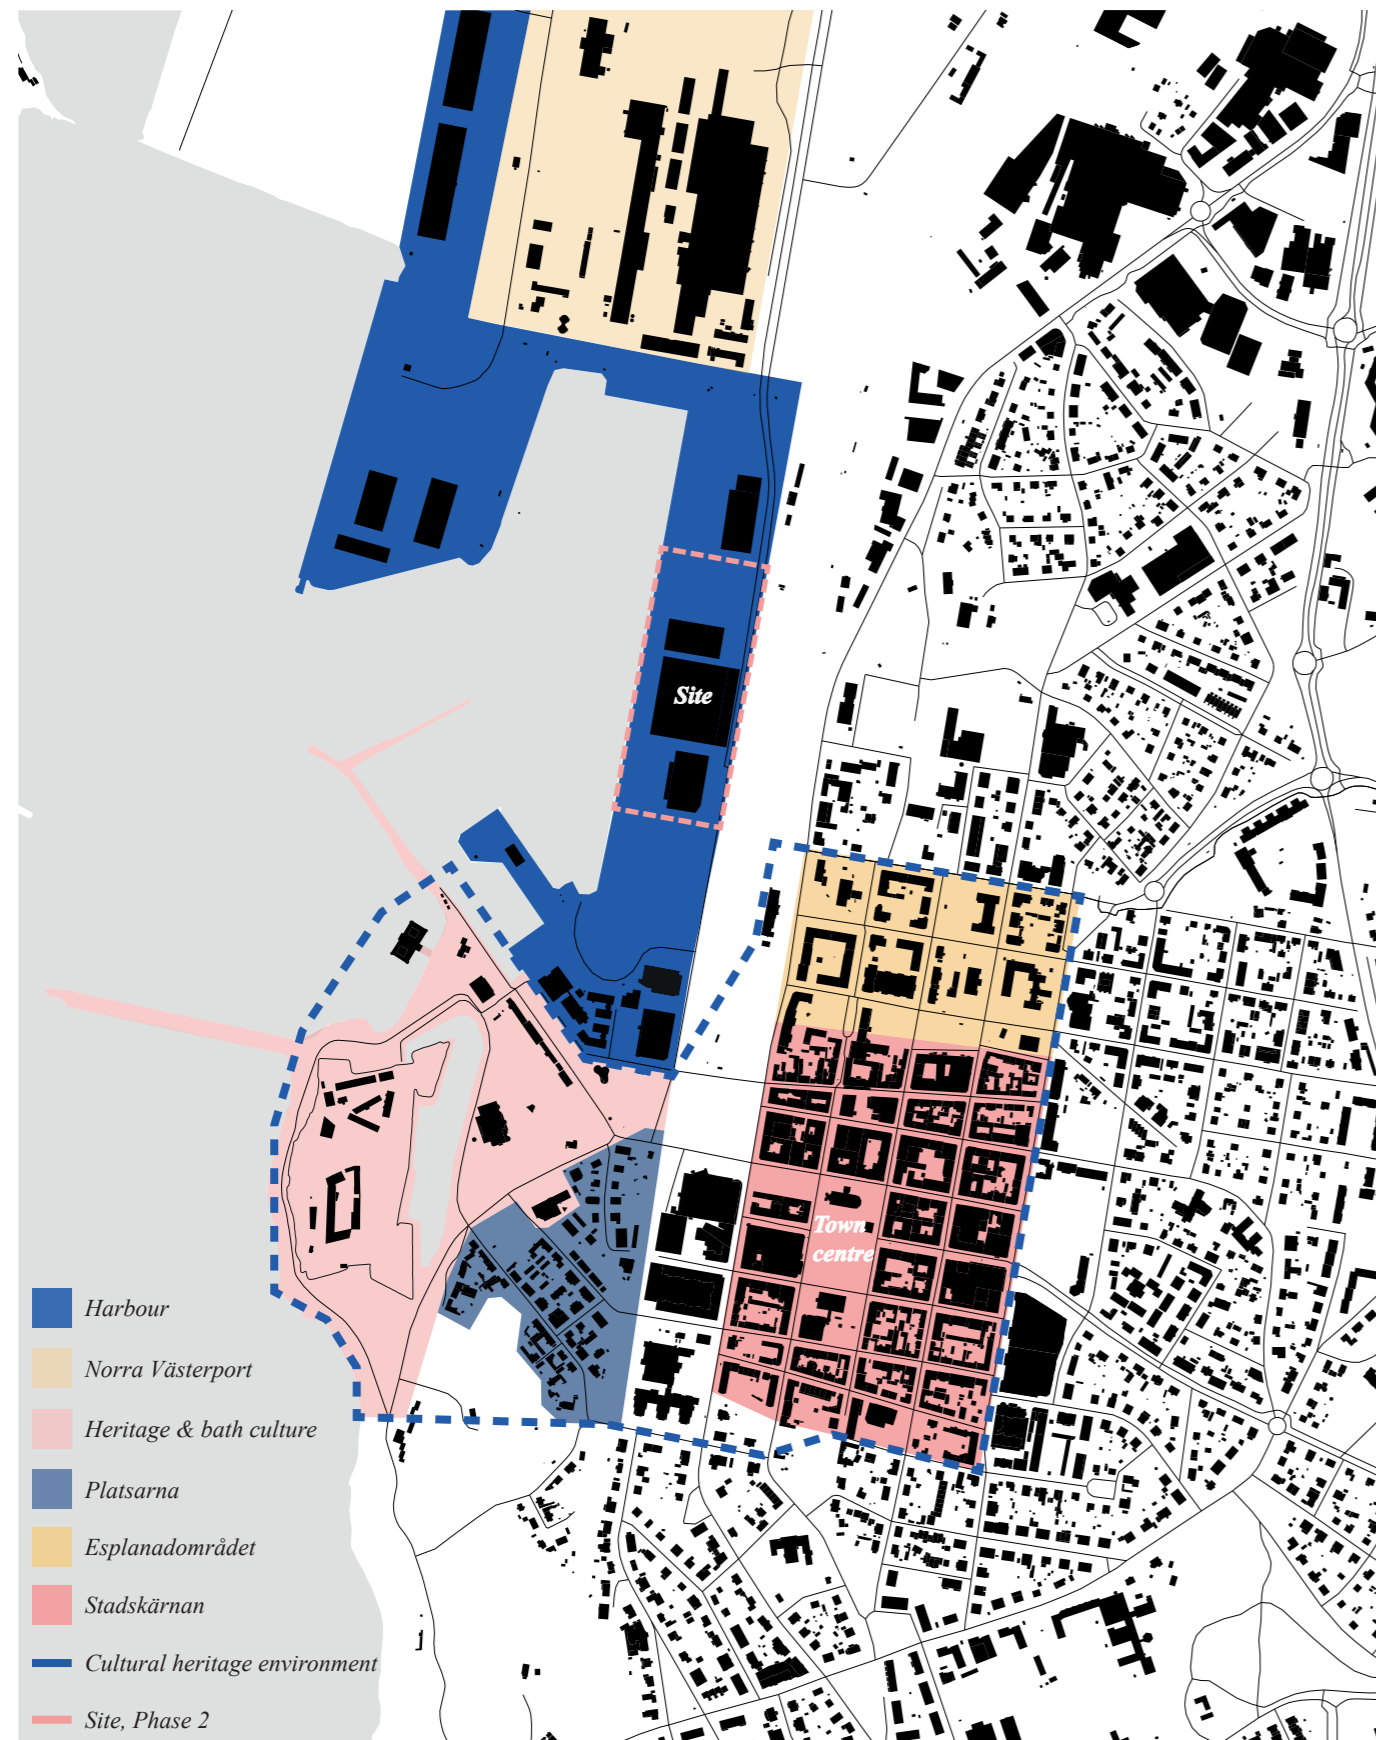 Site
Town
centre
Harbour
Norra Västerport
Heritage & bath culture
Platsarna
Esplanadområdet
Stadskärnan
Cultural heritage environment
Site, Phase 2